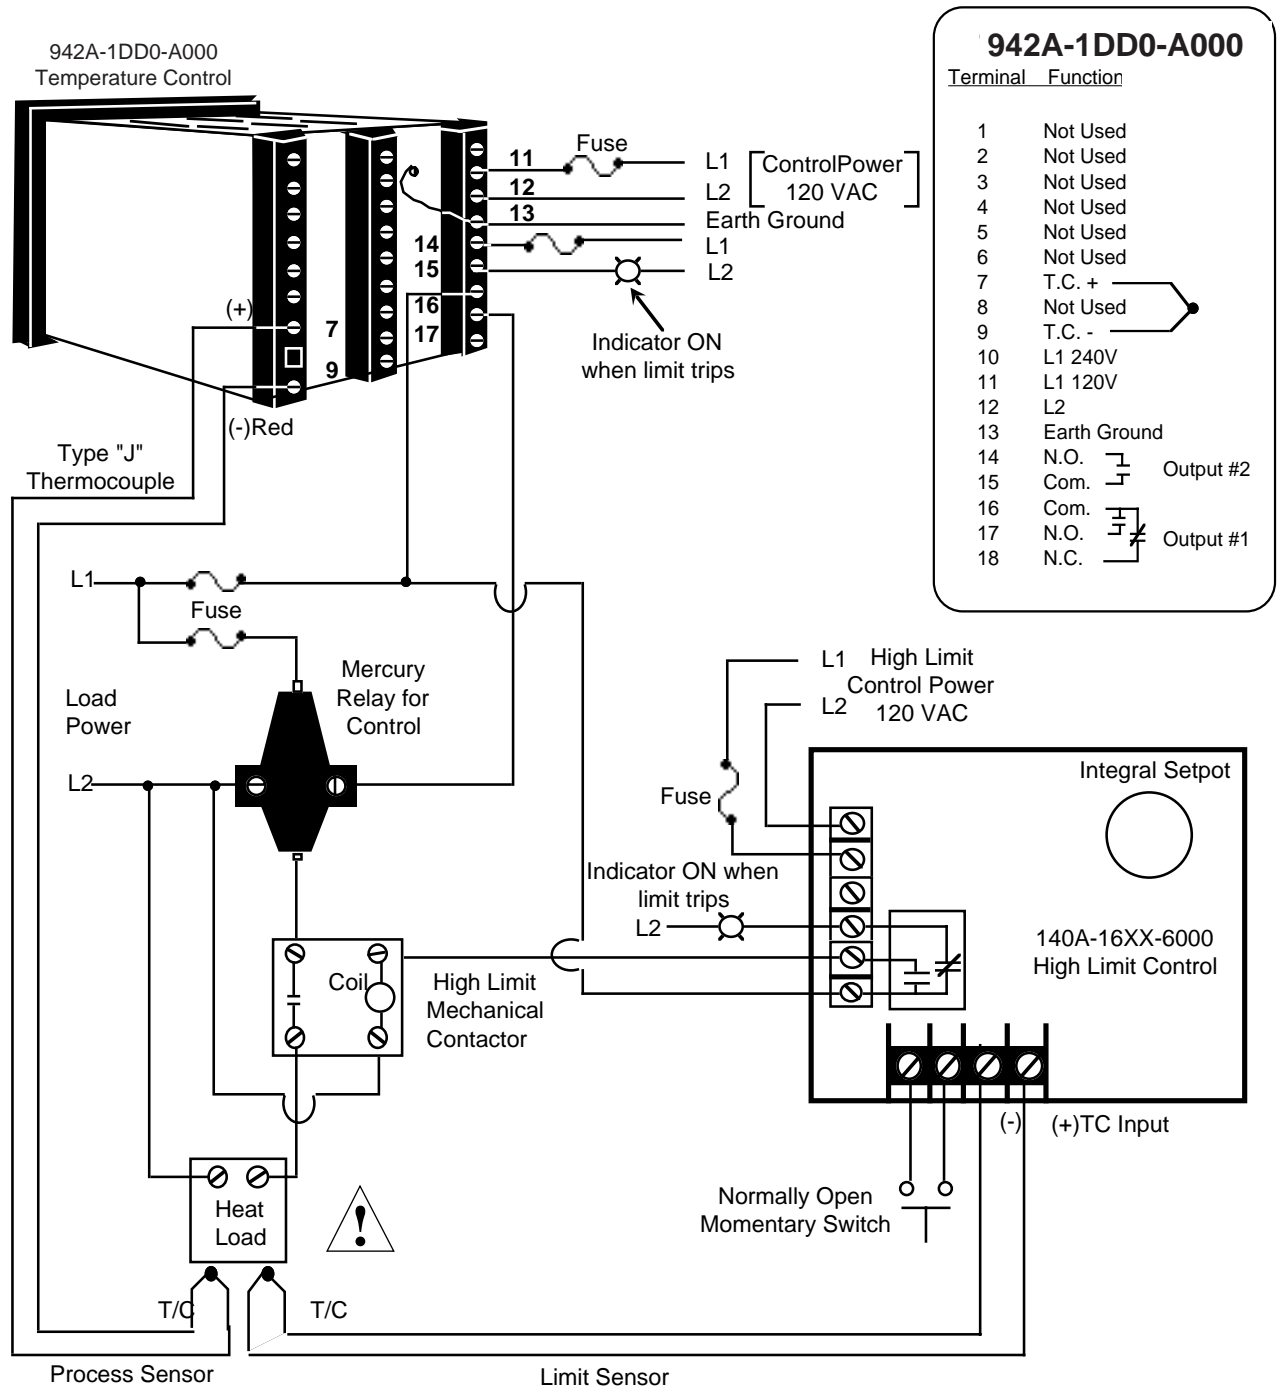 942A-1DD0-A000
Temperature Control
Fuse
11
L1
ControlPower
12
L2
120 VAC
13
Earth Ground
14
L1
15
L2
16
17
Indicator ON
when limit trips
(+)
7
9
(-)Red
Type "J"
Thermocouple
L1
Fuse
Mercury
Relay for
Control
Load
Power
L2
Coil
High Limit
Mechanical
Contactor
Heat
Load
!
T/C
T/C
Process Sensor
Limit Sensor
942A-1DD0-A000
Terminal Function
1 Not Used
2 Not Used
3 Not Used
4 Not Used
5 Not Used
6 Not Used
7 T.C. +
8 Not Used
9 T.C. -
10 L1 240V
11 L1 120V
12 L2
13 Earth Ground
14 N.O.
15 Com.
Output #2
16 Com.
17 N.O.
18 N.C.
Output #1
L1 High Limit
Control Power
L2 120 VAC
Fuse
Indicator ON when
limit trips
L2
Integral Setpot
140A-16XX-6000
High Limit Control
(-)
(+)TC Input
Normally Open
Momentary Switch